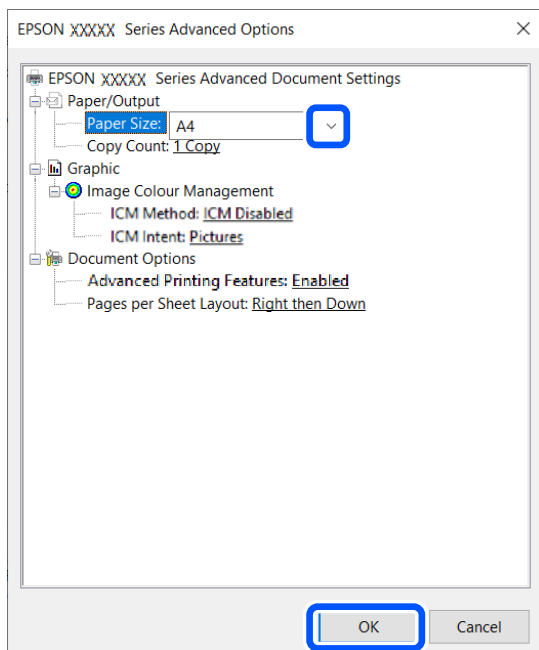 EPSON XXXXX Series Advanced Options
EPSON XXXXX Series Advanced Document Settings
Paper/Output
Paper Size: A4
Copy Count: 1 Copy
Graphic
Image Colour Management
ICM Method: ICM Disabled
ICM Intent: Pictures
Document Options
Advanced Printing Features: Enabled
Pages per Sheet Layout: Right then Down
OK Cancel